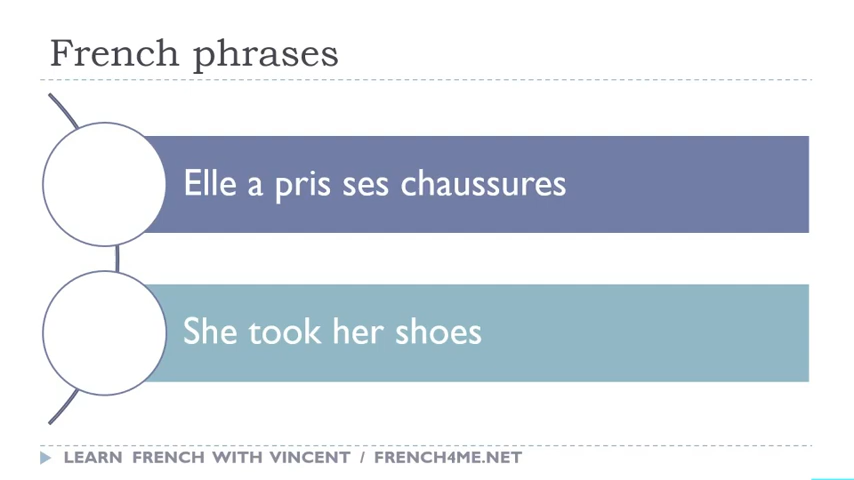 French phrases
Elle a pris ses chaussures
She took her shoes
LEARN FRENCH WITH VINCENT / FRENCH4ME.NET